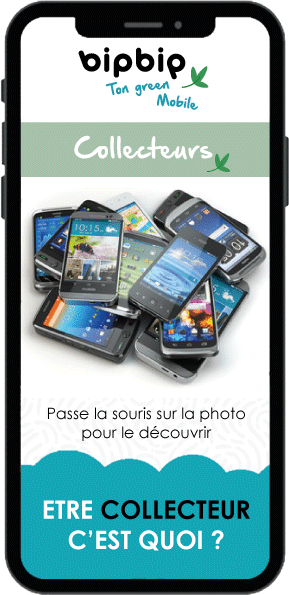 bipbip
Ton green
Mobile
Collecteurs
Passe la souris sur la photo
pour le découvrir
ETRE COLLECTEUR
C'EST QUOI ?